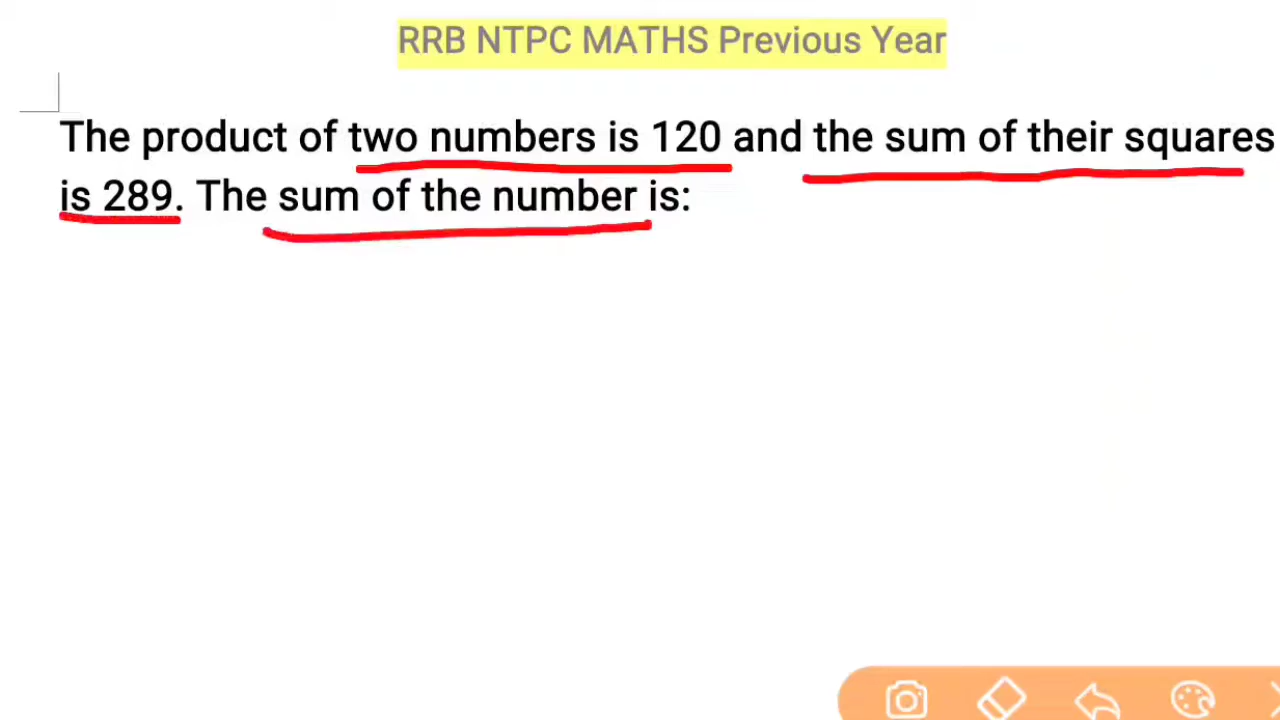 RRB NTPC MATHS Previous Year
The product of two numbers is 120 and the sum of their squares
is 289. The sum of the number is: